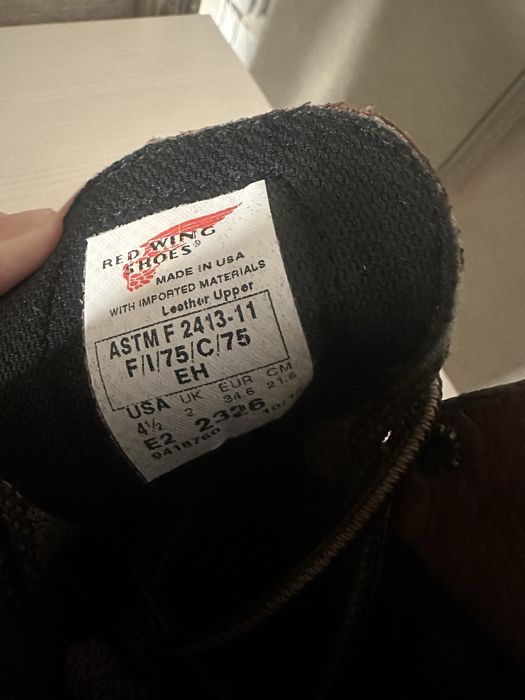 RED WING
SHOES®
MADE IN USA
WITH IMPORTED MATERIALS
Leather Upper
ASTM F 2413-11
F/I/75/C/75
EH
USA UK EUR CM
4½ 2 34.5 21.5
E2 2326
9418760